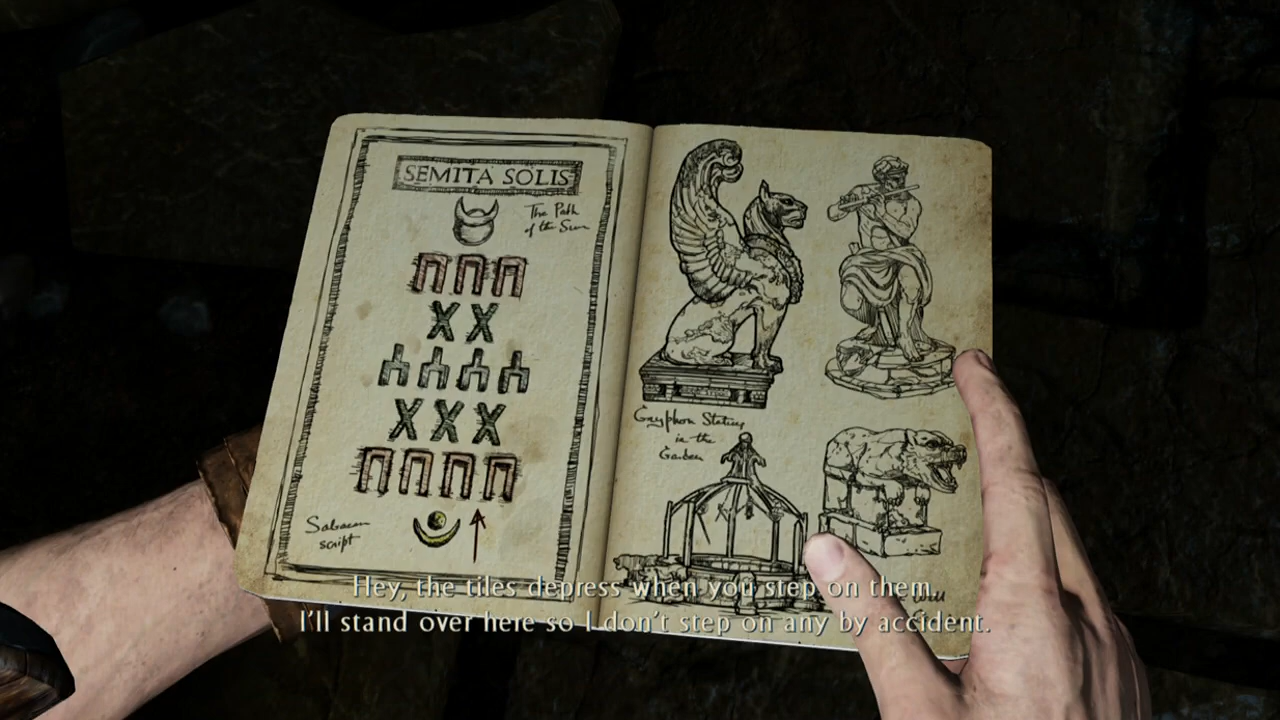 SEMITA SOLIS
The Path
of the Sun
Sabaean
script
Gryphon Statues
in the
Garden
Hey, the tiles depress when you step on them.
I'll stand over here so I don't step on any by accident.